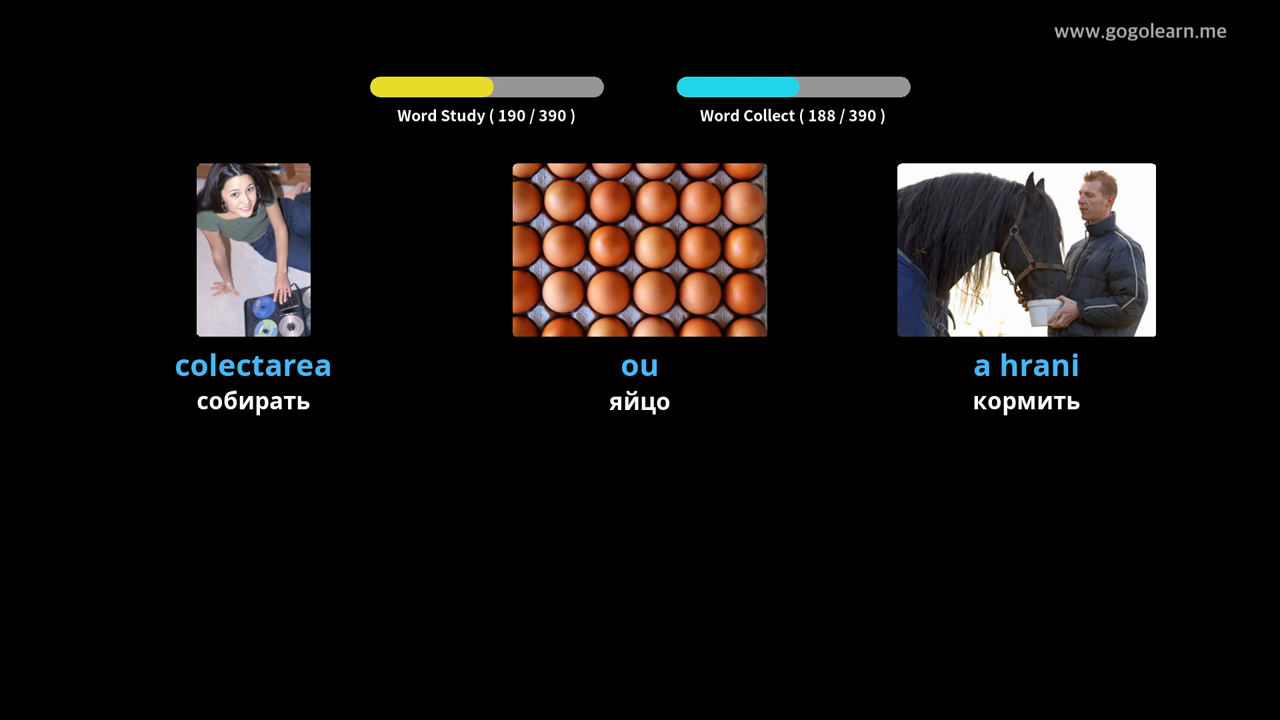 www.gogolearn.me
Word Study ( 190 / 390 )
Word Collect ( 188 / 390 )
colectarea
ou
a hrani
собирать
яйцо
кормить